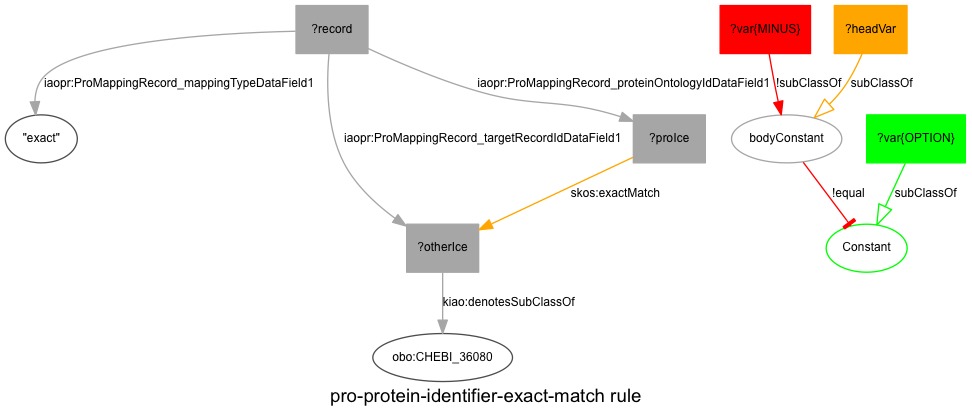 ?record
?var{MINUS}
?headVar
iaopr:ProMappingRecord_mappingTypeDataField1
iaopr:ProMappingRecord_proteinOntologyIdDataField1
!subClassOf
subClassOf
"exact"
iaopr:ProMappingRecord_targetRecordIdDataField1
?proIce
bodyConstant
?var{OPTION}
skos:exactMatch
!equal
subClassOf
?otherIce
Constant
kiao:denotesSubClassOf
obo:CHEBI_36080
pro-protein-identifier-exact-match rule